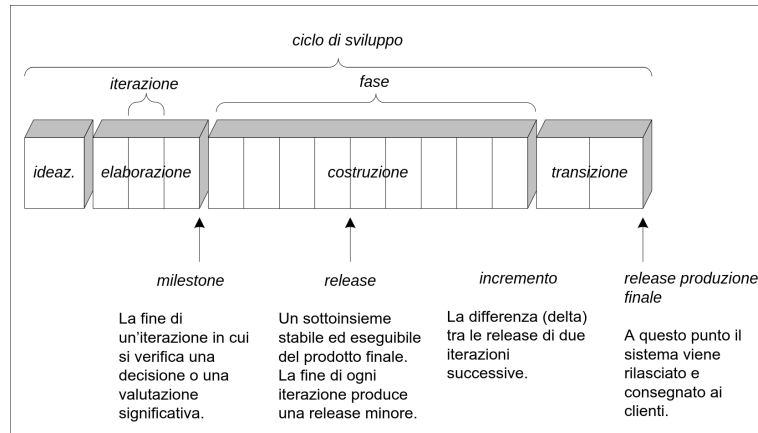 ciclo di sviluppo
iterazione
fase
ideaz.
elaborazione
costruzione
transizione
milestone
La fine di
un'iterazione in cui
si verifica una
decisione o una
valutazione
significativa.
release
Un sottoinsieme
stabile ed eseguibile
del prodotto finale.
La fine di ogni
iterazione produce
una release minore.
incremento
La differenza (delta)
tra le release di due
iterazioni
successive.
release produzione
finale
A questo punto il
sistema viene
rilasciato e
consegnato ai
clienti.